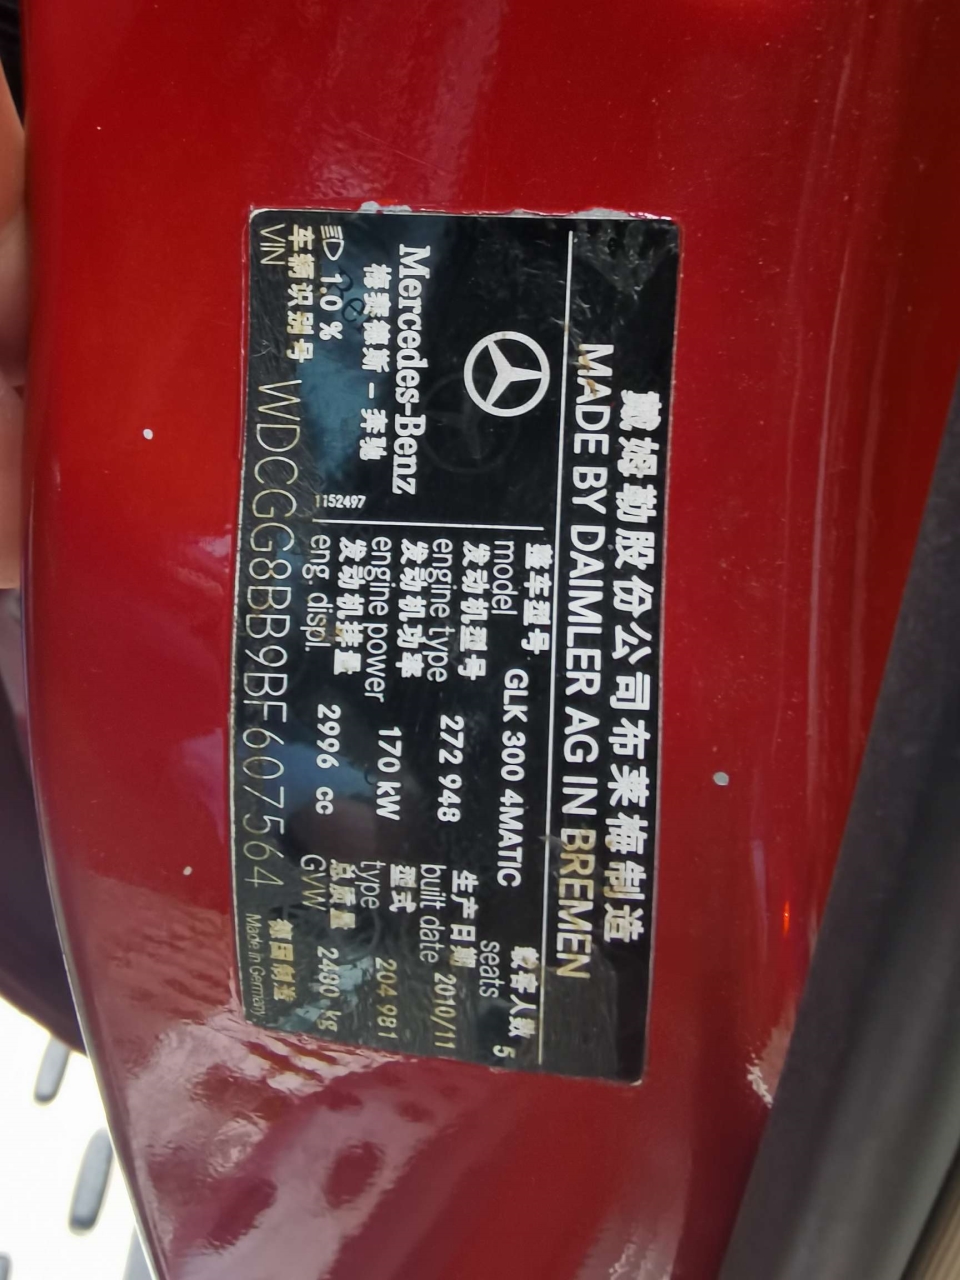 戴姆勒股份公司布莱梅制造
MADE BY DAIMLER AG IN BREMEN
Mercedes-Benz
梅赛德斯-奔驰
1.0 %
1152497
整车型号
model GLK 300 4MATIC
发动机型号
engine type 272 948
发动机功率
engine power 170 kW
发动机排量
eng. displ. 2996 cc
载客人数
seats 5
生产日期
built date 2010/11
型式
type 204 981
总质量
GVW 2480 kg
车辆识别号
VIN WDCGG8BB9BF607564
德国制造
Made in Germany